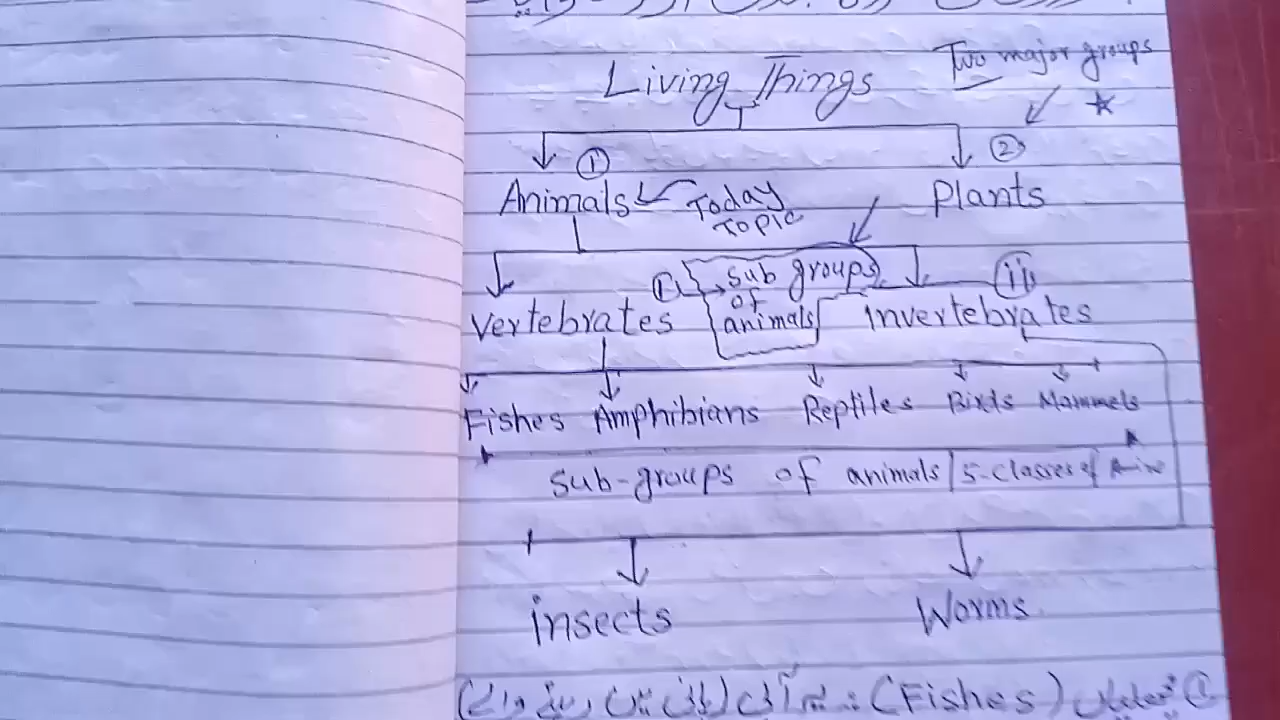 Two major groups
Living Things
① ②
Animals Today Topic Plants
sub groups of animals
ii
Vertebrates Invertebrates
Fishes Amphibians Reptiles Birds Mammels
Sub-groups of animals/5-Classes of
insects Worms
① (Fishes)